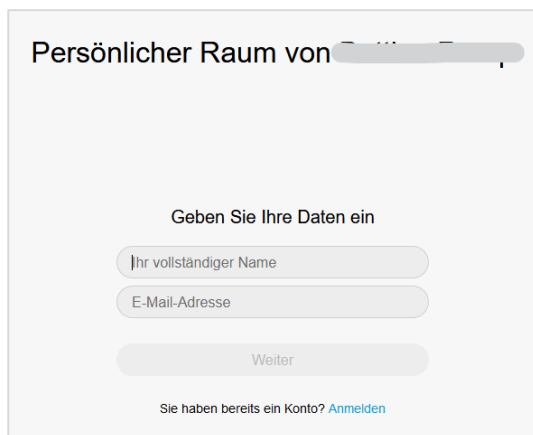 Persönlicher Raum von
Geben Sie Ihre Daten ein
Ihr vollständiger Name
E-Mail-Adresse
Weiter
Sie haben bereits ein Konto? Anmelden